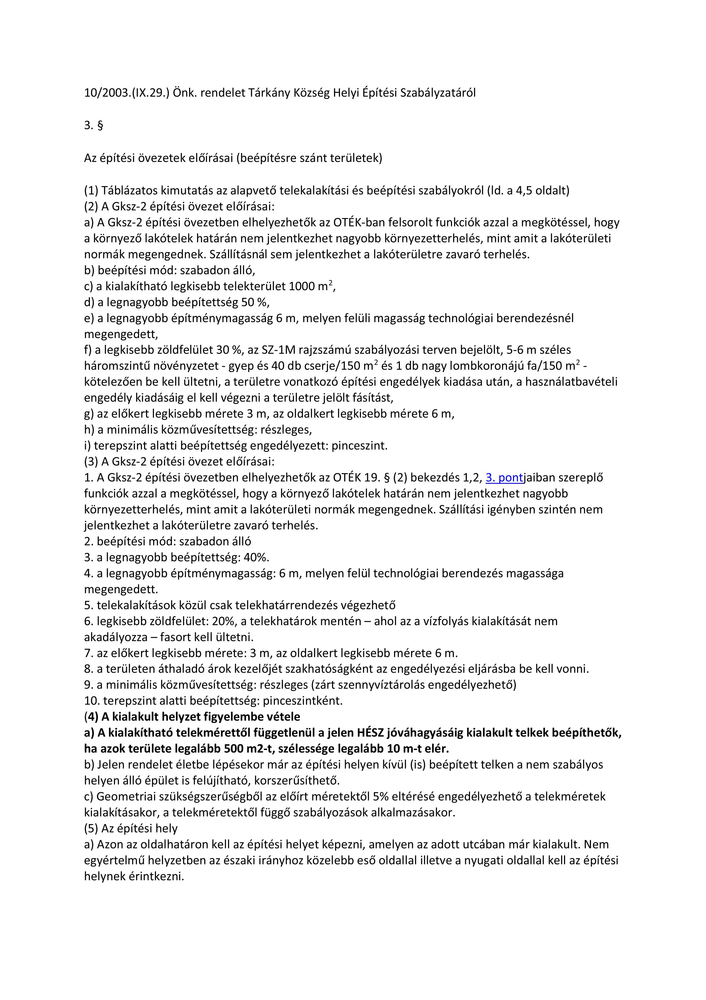 10/2003.(IX.29.) Önk. rendelet Tárkány Község Helyi Építési Szabályzatáról
3. §
Az építési övezetek előírásai (beépítésre szánt területek)
(1) Táblázatos kimutatás az alapvető telekalakítási és beépítési szabályokról (ld. a 4,5 oldalt)
(2) A Gksz-2 építési övezet előírásai:
a) A Gksz-2 építési övezetben elhelyezhetők az OTÉK-ban felsorolt funkciók azzal a megkötéssel, hogy
a környező lakótelek határán nem jelentkezhet nagyobb környezetterhelés, mint amit a lakóterületi
normák megengednek. Szállításnál sem jelentkezhet a lakóterületre zavaró terhelés.
b) beépítési mód: szabadon álló,
c) a kialakítható legkisebb telekterület 1000 m²,
d) a legnagyobb beépítettség 50 %,
e) a legnagyobb építménymagasság 6 m, melyen felüli magasság technológiai berendezésnél
megengedett,
f) a legkisebb zöldfelület 30 %, az SZ-1M rajzszámú szabályozási terven bejelölt, 5-6 m széles
háromszintű növényzetet - gyep és 40 db cserje/150 m² és 1 db nagy lombkoronájú fa/150 m² -
kötelezően be kell ültetni, a területre vonatkozó építési engedélyek kiadása után, a használatbavételi
engedély kiadásáig el kell végezni a területre jelölt fásítást,
g) az előkert legkisebb mérete 3 m, az oldalkert legkisebb mérete 6 m,
h) a minimális közművesítettség: részleges,
i) terepszint alatti beépítettség engedélyezett: pinceszint.
(3) A Gksz-2 építési övezet előírásai:
1. A Gksz-2 építési övezetben elhelyezhetők az OTÉK 19. § (2) bekezdés 1,2, 3. pontjaiban szereplő
funkciók azzal a megkötéssel, hogy a környező lakótelek határán nem jelentkezhet nagyobb
környezetterhelés, mint amit a lakóterületi normák megengednek. Szállítási igényben szintén nem
jelentkezhet a lakóterületre zavaró terhelés.
2. beépítési mód: szabadon álló
3. a legnagyobb beépítettség: 40%.
4. a legnagyobb építménymagasság: 6 m, melyen felül technológiai berendezés magassága
megengedett.
5. telekalakítások közül csak telekhatárrendezés végezhető
6. legkisebb zöldfelület: 20%, a telekhatárok mentén – ahol az a vízfolyás kialakítását nem
akadályozza – fasort kell ültetni.
7. az előkert legkisebb mérete: 3 m, az oldalkert legkisebb mérete 6 m.
8. a területen áthaladó árok kezelőjét szakhatóságként az engedélyezési eljárásba be kell vonni.
9. a minimális közművesítettség: részleges (zárt szennyvíztárolás engedélyezhető)
10. terepszint alatti beépítettség: pinceszintként.
(4) A kialakult helyzet figyelembe vétele
a) A kialakítható telekmérettől függetlenül a jelen HÉSZ jóváhagyásáig kialakult telkek beépíthetők,
ha azok területe legalább 500 m2-t, szélessége legalább 10 m-t elér.
b) Jelen rendelet életbe lépésekor már az építési helyen kívül (is) beépített telken a nem szabályos
helyen álló épület is felújítható, korszerűsíthető.
c) Geometriai szükségszerűségből az előírt méretektől 5% eltérésé engedélyezhető a telekméretek
kialakításakor, a telekméretektől függő szabályozások alkalmazásakor.
(5) Az építési hely
a) Azon az oldalhatáron kell az építési helyet képezni, amelyen az adott utcában már kialakult. Nem
egyértelmű helyzetben az északi irányhoz közelebb eső oldallal illetve a nyugati oldallal kell az építési
helynek érintkezni.